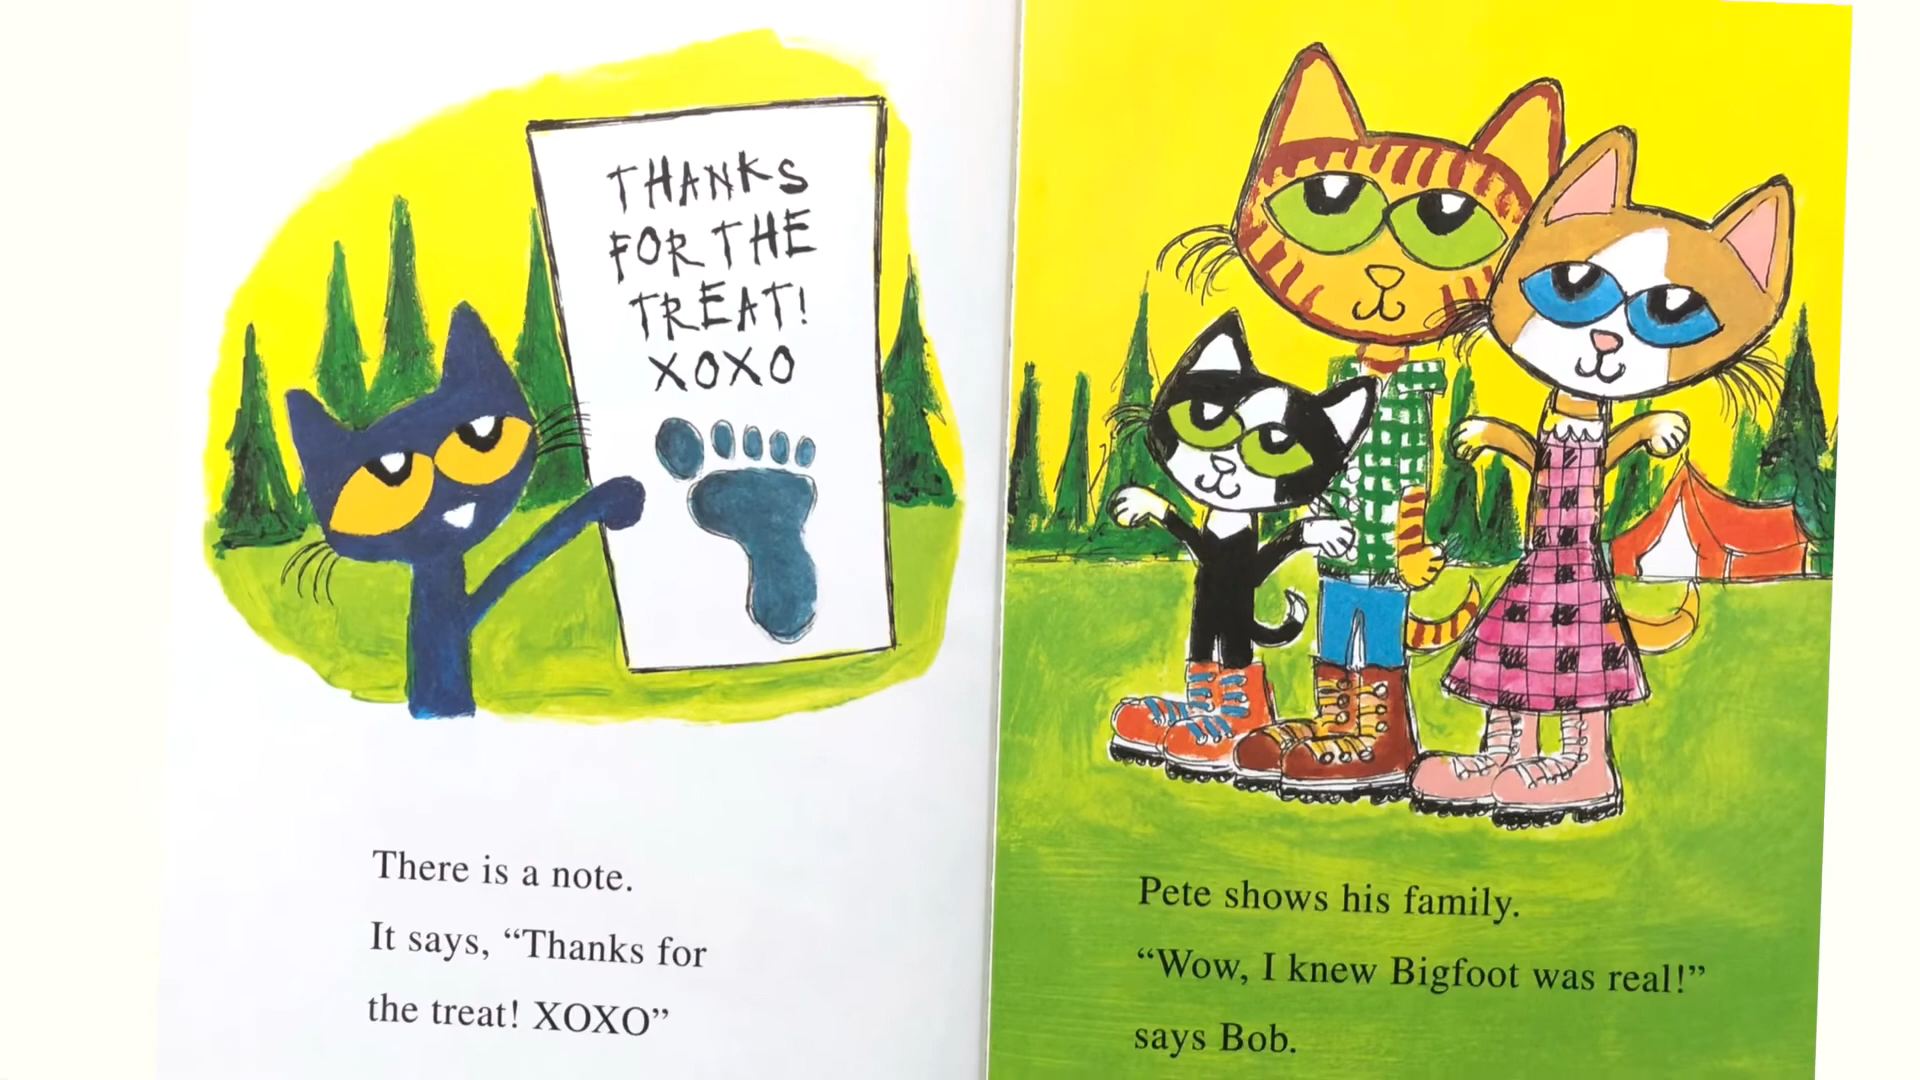 THANKS
FOR THE
TREAT!
XOXO
There is a note.
It says, “Thanks for
the treat! XOXO”
Pete shows his family.
“Wow, I knew Bigfoot was real!”
says Bob.